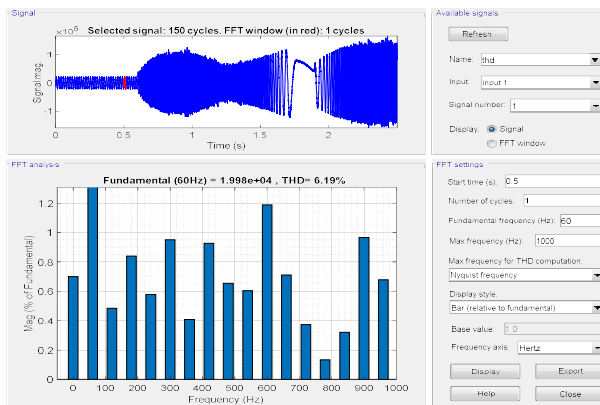 Signal
Selected signal: 150 cycles. FFT window (in red): 1 cycles
×10⁵
1
0
-1
Signal mag.
0 0.5 1 1.5 2
Time (s)
FFT analysis
Fundamental (60Hz) = 1.998e+04 , THD= 6.19%
1.2
1
0.8
0.6
0.4
0.2
0
Mag (% of Fundamental)
0 100 200 300 400 500 600 700 800 900 1000
Frequency (Hz)
Available signals
Refresh
Name: thd
Input: input 1
Signal number: 1
Display: Signal
FFT window
FFT settings
Start time (s): 0.5
Number of cycles: 1
Fundamental frequency (Hz): 60
Max frequency (Hz): 1000
Max frequency for THD computation:
Nyquist frequency
Display style:
Bar (relative to fundamental)
Base value: 1.0
Frequency axis: Hertz
Display Export
Help Close